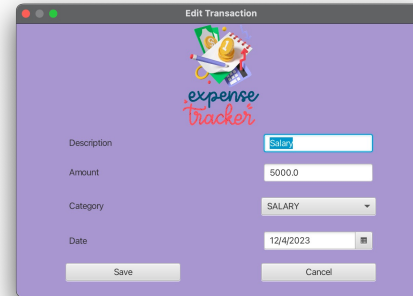 Edit Transaction
expense
tracker
Description Salary
Amount 5000.0
Category SALARY
Date 12/4/2023
Save Cancel